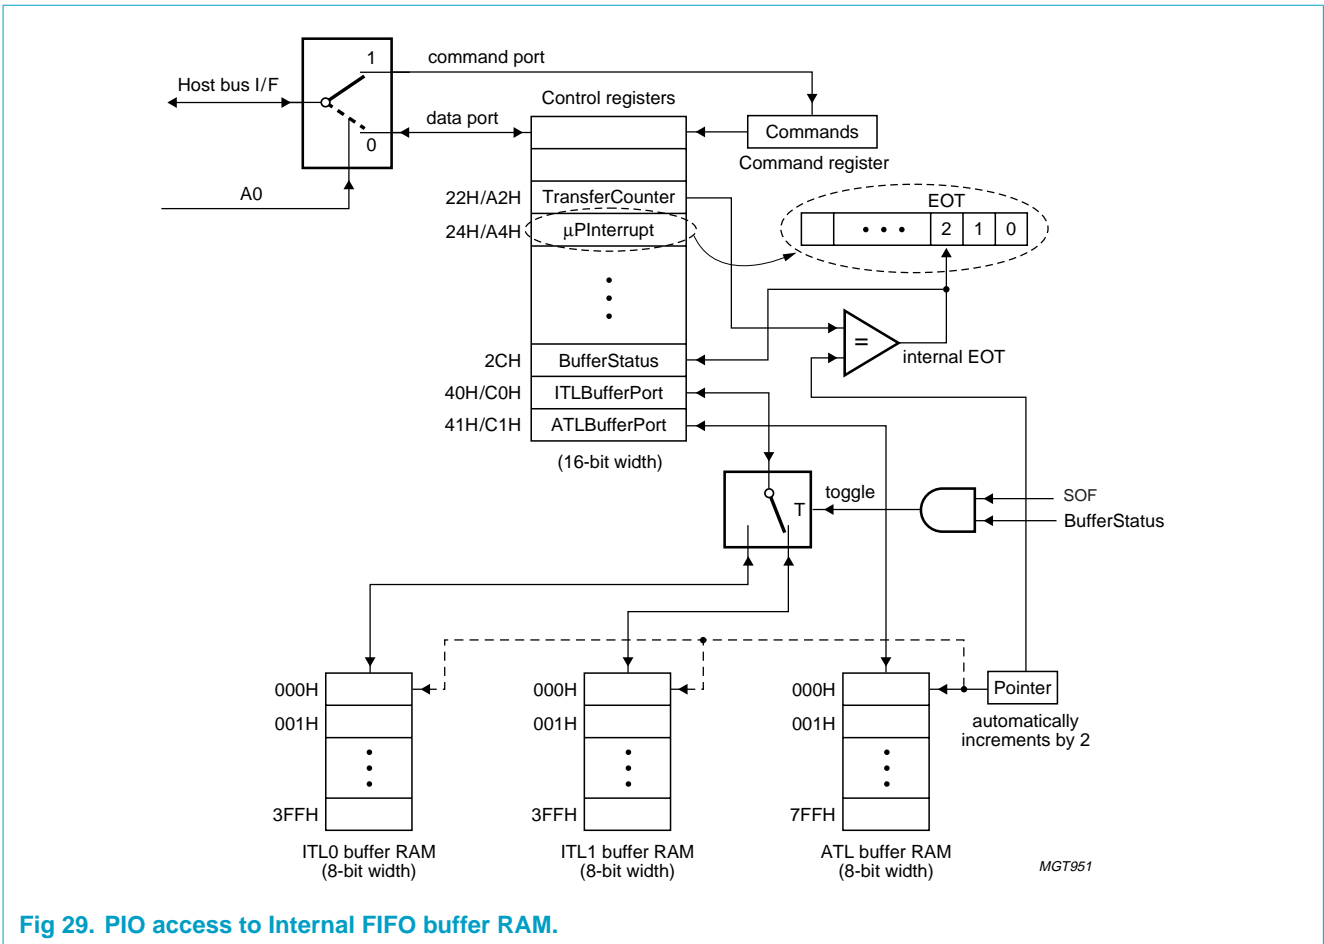 1
command port
Host bus I/F
Control registers
data port
0
Commands
Command register
A0
22H/A2H TransferCounter
EOT
24H/A4H µPInterrupt
• • • 2 1 0
=
internal EOT
2CH BufferStatus
40H/C0H ITLBufferPort
41H/C1H ATLBufferPort
(16-bit width)
toggle
T
SOF
BufferStatus
000H 000H 000H Pointer
001H 001H 001H automatically
increments by 2
3FFH 3FFH 7FFH
ITL0 buffer RAM ITL1 buffer RAM ATL buffer RAM
(8-bit width) (8-bit width) (8-bit width)
MGT951
Fig 29. PIO access to Internal FIFO buffer RAM.